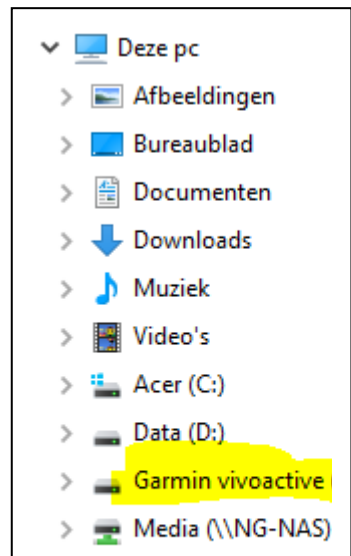 Deze pc
Afbeeldingen
Bureaublad
Documenten
Downloads
Muziek
Video's
Acer (C:)
Data (D:)
Garmin vivoactive (
Media (\\NG-NAS)